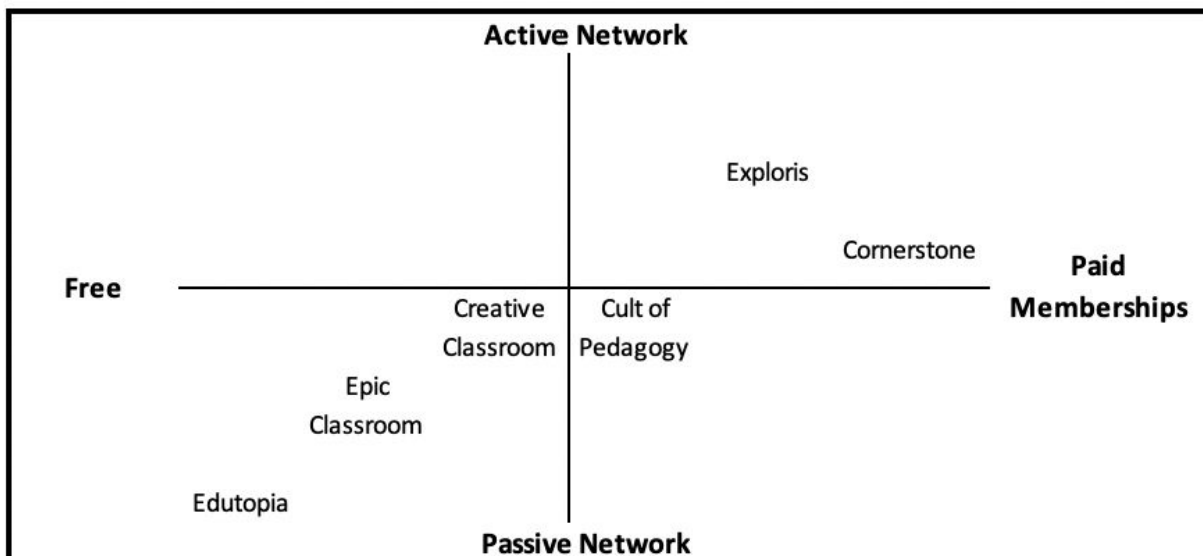 Active Network
Exploris
Cornerstone
Free
Paid
Memberships
Creative
Classroom
Cult of
Pedagogy
Epic
Classroom
Edutopia
Passive Network